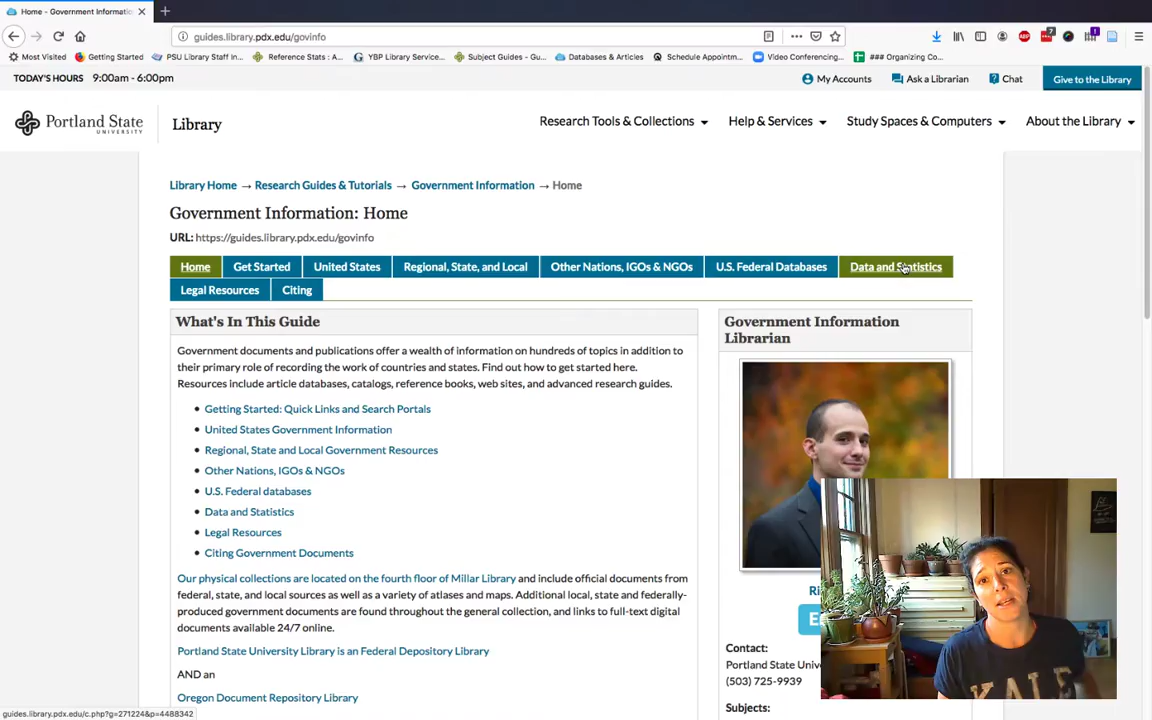 Home - Government Informatio
guides.library.pdx.edu/govinfo
7
1
Most Visited Getting Started PSU Library Staff In... Reference Stats : A... YBP Library Service... Subject Guides - Gu... Databases & Articles Schedule Appointm... Video Conferencing... ### Organizing Co...
TODAY'S HOURS 9:00am - 6:00pm My Accounts Ask a Librarian Chat Give to the Library
Portland State
UNIVERSITY
Library Research Tools & Collections Help & Services Study Spaces & Computers About the Library
Library Home → Research Guides & Tutorials → Government Information → Home
Government Information: Home
URL: https://guides.library.pdx.edu/govinfo
Home Get Started United States Regional, State, and Local Other Nations, IGOs & NGOs U.S. Federal Databases Data and Statistics
Legal Resources Citing
What's In This Guide
Government documents and publications offer a wealth of information on hundreds of topics in addition to
their primary role of recording the work of countries and states. Find out how to get started here.
Resources include article databases, catalogs, reference books, web sites, and advanced research guides.
• Getting Started: Quick Links and Search Portals
• United States Government Information
• Regional, State and Local Government Resources
• Other Nations, IGOs & NGOs
• U.S. Federal databases
• Data and Statistics
• Legal Resources
• Citing Government Documents
Our physical collections are located on the fourth floor of Millar Library and include official documents from
federal, state, and local sources as well as a variety of atlases and maps. Additional local, state and federally-
produced government documents are found throughout the general collection, and links to full-text digital
documents available 24/7 online.
Portland State University Library is an Federal Depository Library
AND an
Oregon Document Repository Library
Government Information
Librarian
Ri
E
Contact:
Portland State Unive
(503) 725-9939
Subjects:
KALE
guides.library.pdx.edu/c.php?g=271224&p=4488342